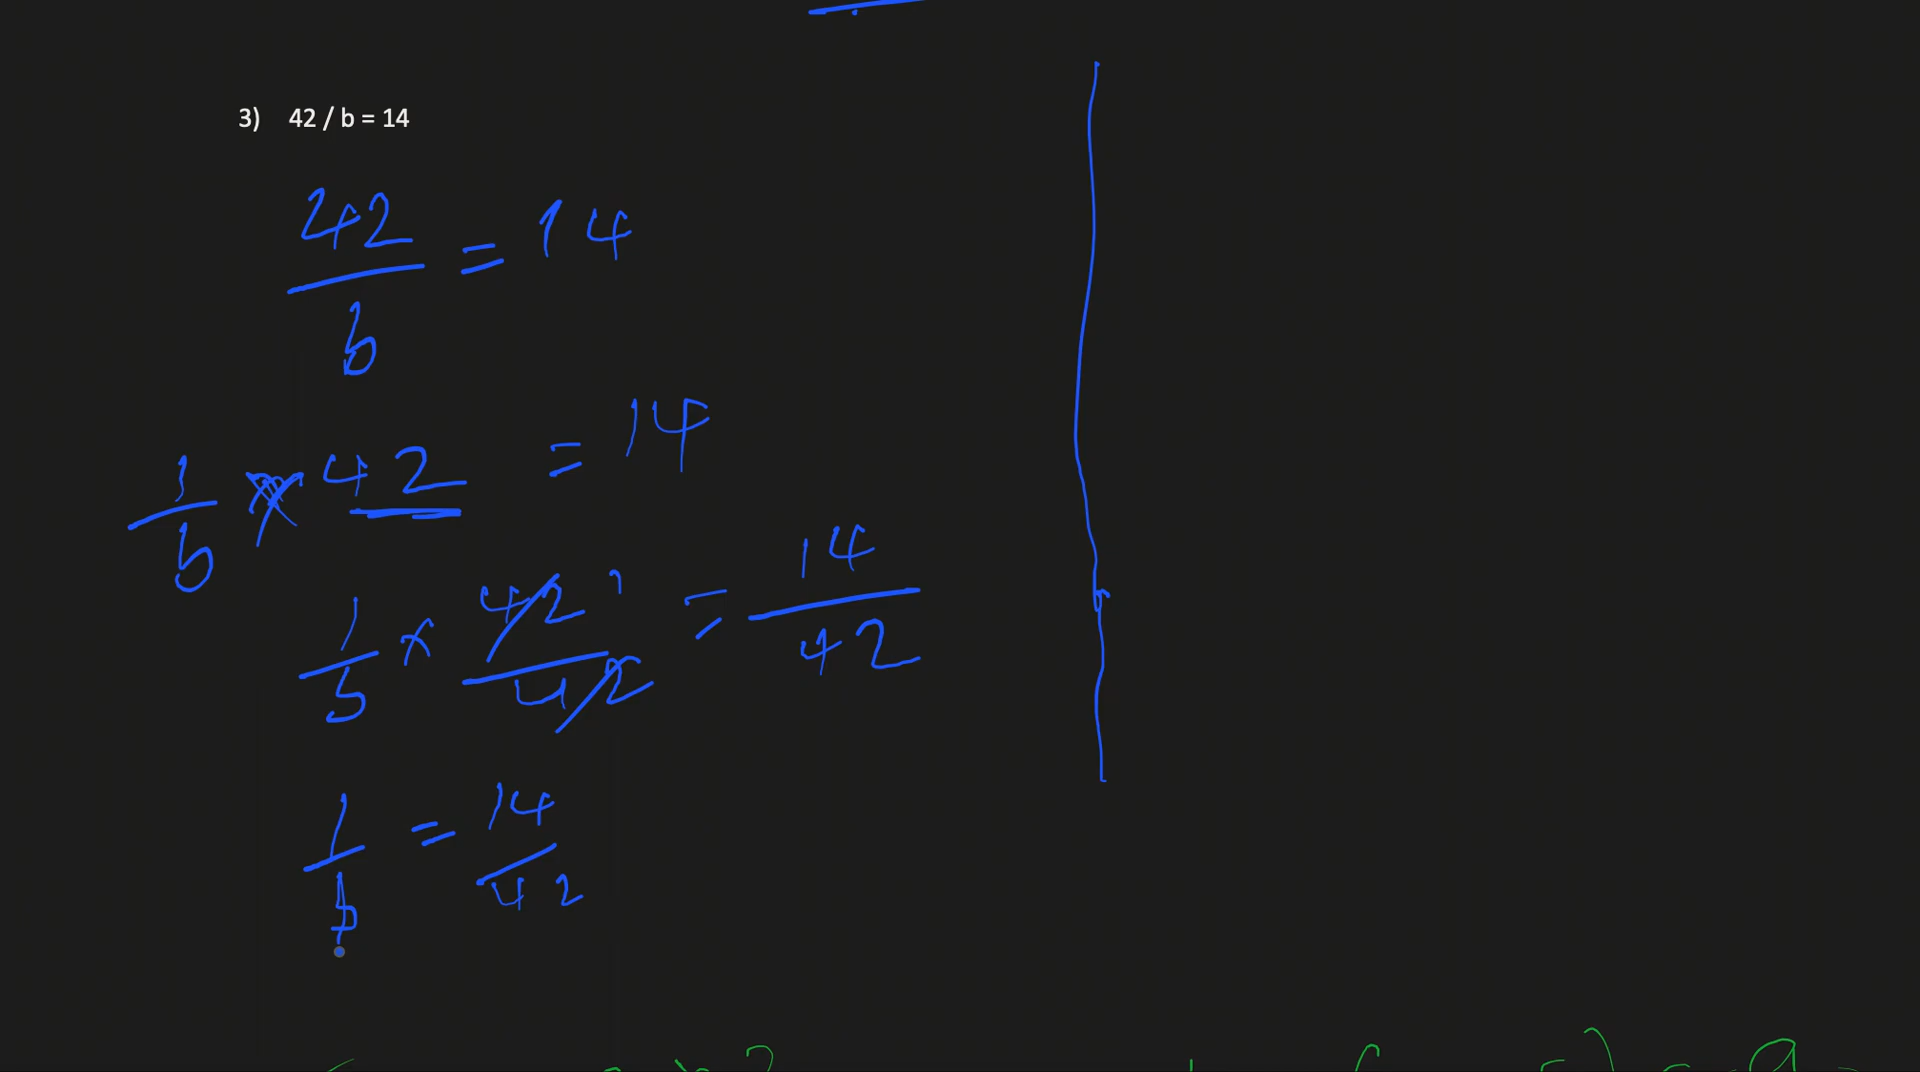 3) 42 / b = 14
42/b = 14
1/b × 42 = 14
1/b × 42/42 = 14/42
1/b = 14/42